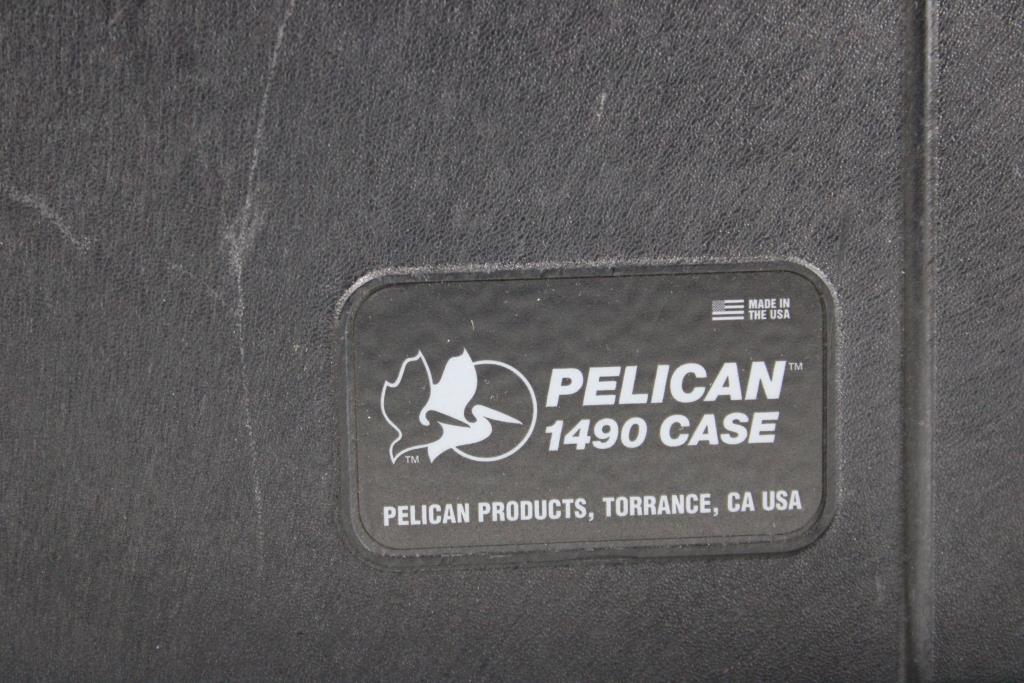 MADE IN
THE USA
PELICAN™
1490 CASE
TM
PELICAN PRODUCTS, TORRANCE, CA USA